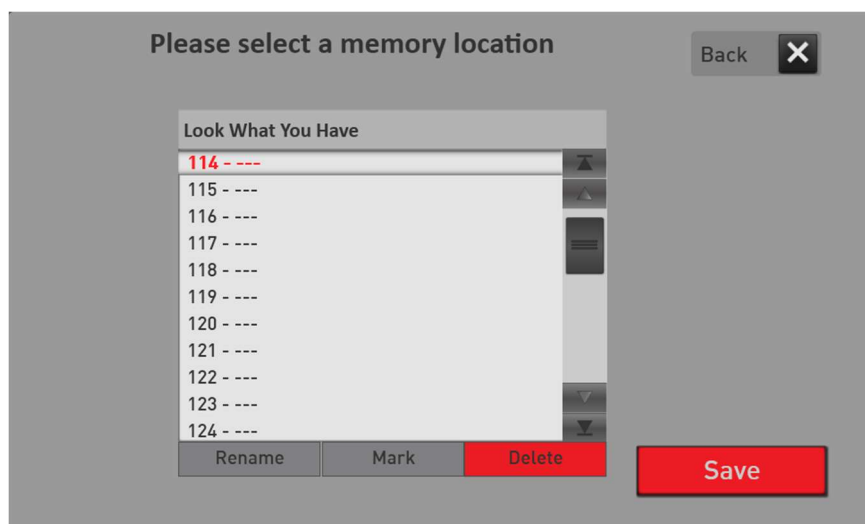 Please select a memory location
Back
Look What You Have
114 - ---
115 - ---
116 - ---
117 - ---
118 - ---
119 - ---
120 - ---
121 - ---
122 - ---
123 - ---
124 - ---
Rename Mark Delete
Save